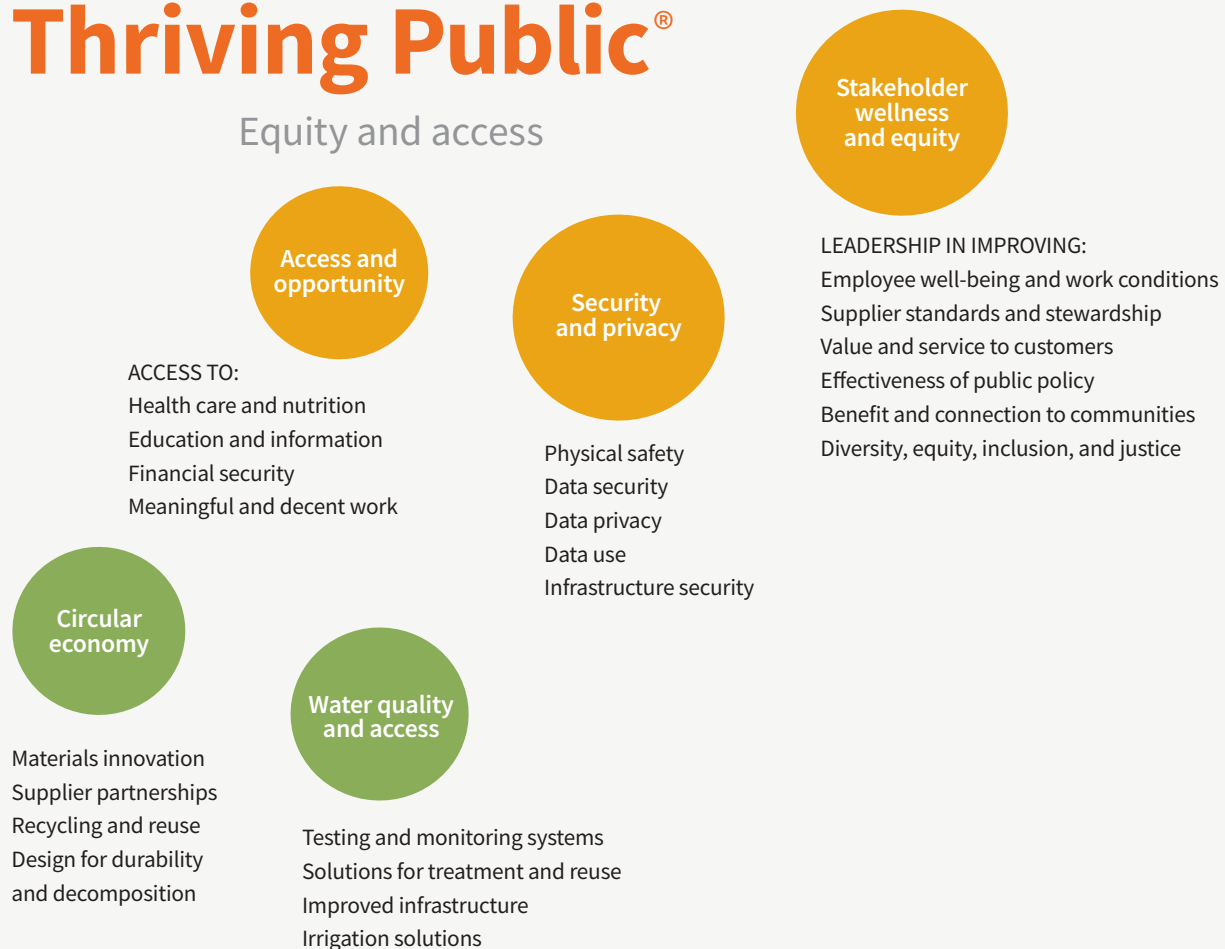 Thriving Public®
Equity and access
Access and
opportunity
ACCESS TO:
Health care and nutrition
Education and information
Financial security
Meaningful and decent work
Security
and privacy
Physical safety
Data security
Data privacy
Data use
Infrastructure security
Stakeholder
wellness
and equity
LEADERSHIP IN IMPROVING:
Employee well-being and work conditions
Supplier standards and stewardship
Value and service to customers
Effectiveness of public policy
Benefit and connection to communities
Diversity, equity, inclusion, and justice
Circular
economy
Materials innovation
Supplier partnerships
Recycling and reuse
Design for durability
and decomposition
Water quality
and access
Testing and monitoring systems
Solutions for treatment and reuse
Improved infrastructure
Irrigation solutions